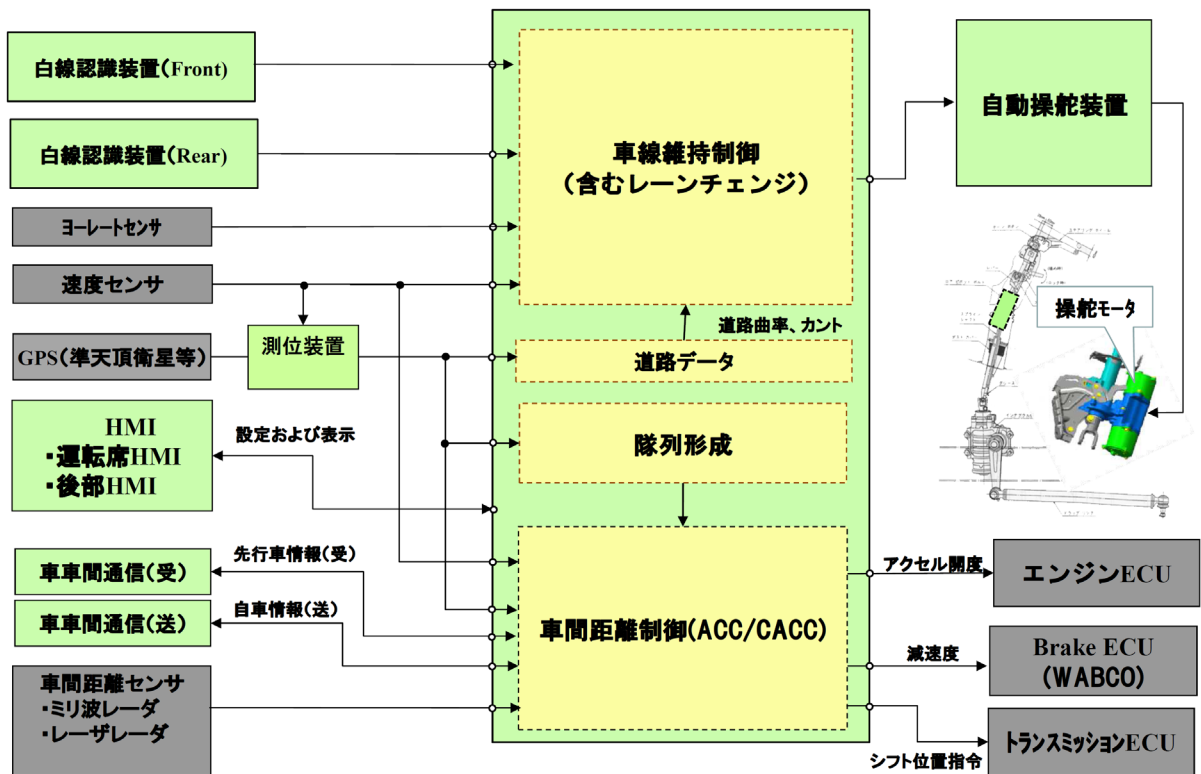 白線認識装置(Front)
白線認識装置(Rear)
ヨーレートセンサ
速度センサ
GPS(準天頂衛星等)
測位装置
HMI
・運転席HMI
・後部HMI
設定および表示
車車間通信(受)
先行車情報(受)
車車間通信(送)
自車情報(送)
車間距離センサ
・ミリ波レーダ
・レーザレーダ
車線維持制御
(含むレーンチェンジ)
道路曲率、カント
道路データ
隊列形成
車間距離制御(ACC/CACC)
自動操舵装置
操舵モータ
アクセル開度
エンジンECU
減速度
Brake ECU
(WABCO)
シフト位置指令
トランスミッションECU